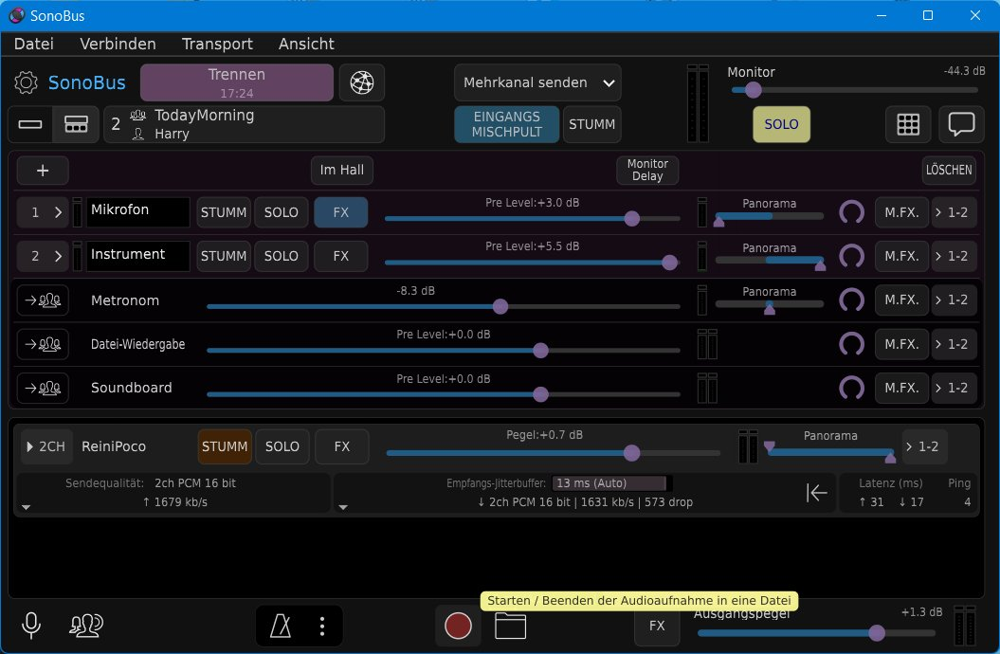 SonoBus
Datei Verbinden Transport Ansicht
SonoBus
Trennen
17:24
Mehrkanal senden
Monitor
-44.3 dB
2 TodayMorning
Harry
EINGANGS
MISCHPULT
STUMM
SOLO
+
Im Hall
Monitor
Delay
LÖSCHEN
1 > Mikrofon STUMM SOLO FX Pre Level:+3.0 dB Panorama M.FX. > 1-2
2 > Instrument STUMM SOLO FX Pre Level:+5.5 dB Panorama M.FX. > 1-2
Metronom -8.3 dB Panorama M.FX. > 1-2
Datei-Wiedergabe Pre Level:+0.0 dB M.FX. > 1-2
Soundboard Pre Level:+0.0 dB M.FX. > 1-2
2CH ReiniPoco STUMM SOLO FX Pegel:+0.7 dB Panorama > 1-2
Sendequalität: 2ch PCM 16 bit
↑ 1679 kb/s
Empfangs-Jitterbuffer: 13 ms (Auto)
↓ 2ch PCM 16 bit | 1631 kb/s | 573 drop
Latenz (ms)
↑ 31 ↓ 17
Ping
4
Starten / Beenden der Audioaufnahme in eine Datei
FX
Ausgangspegel
+1.3 dB